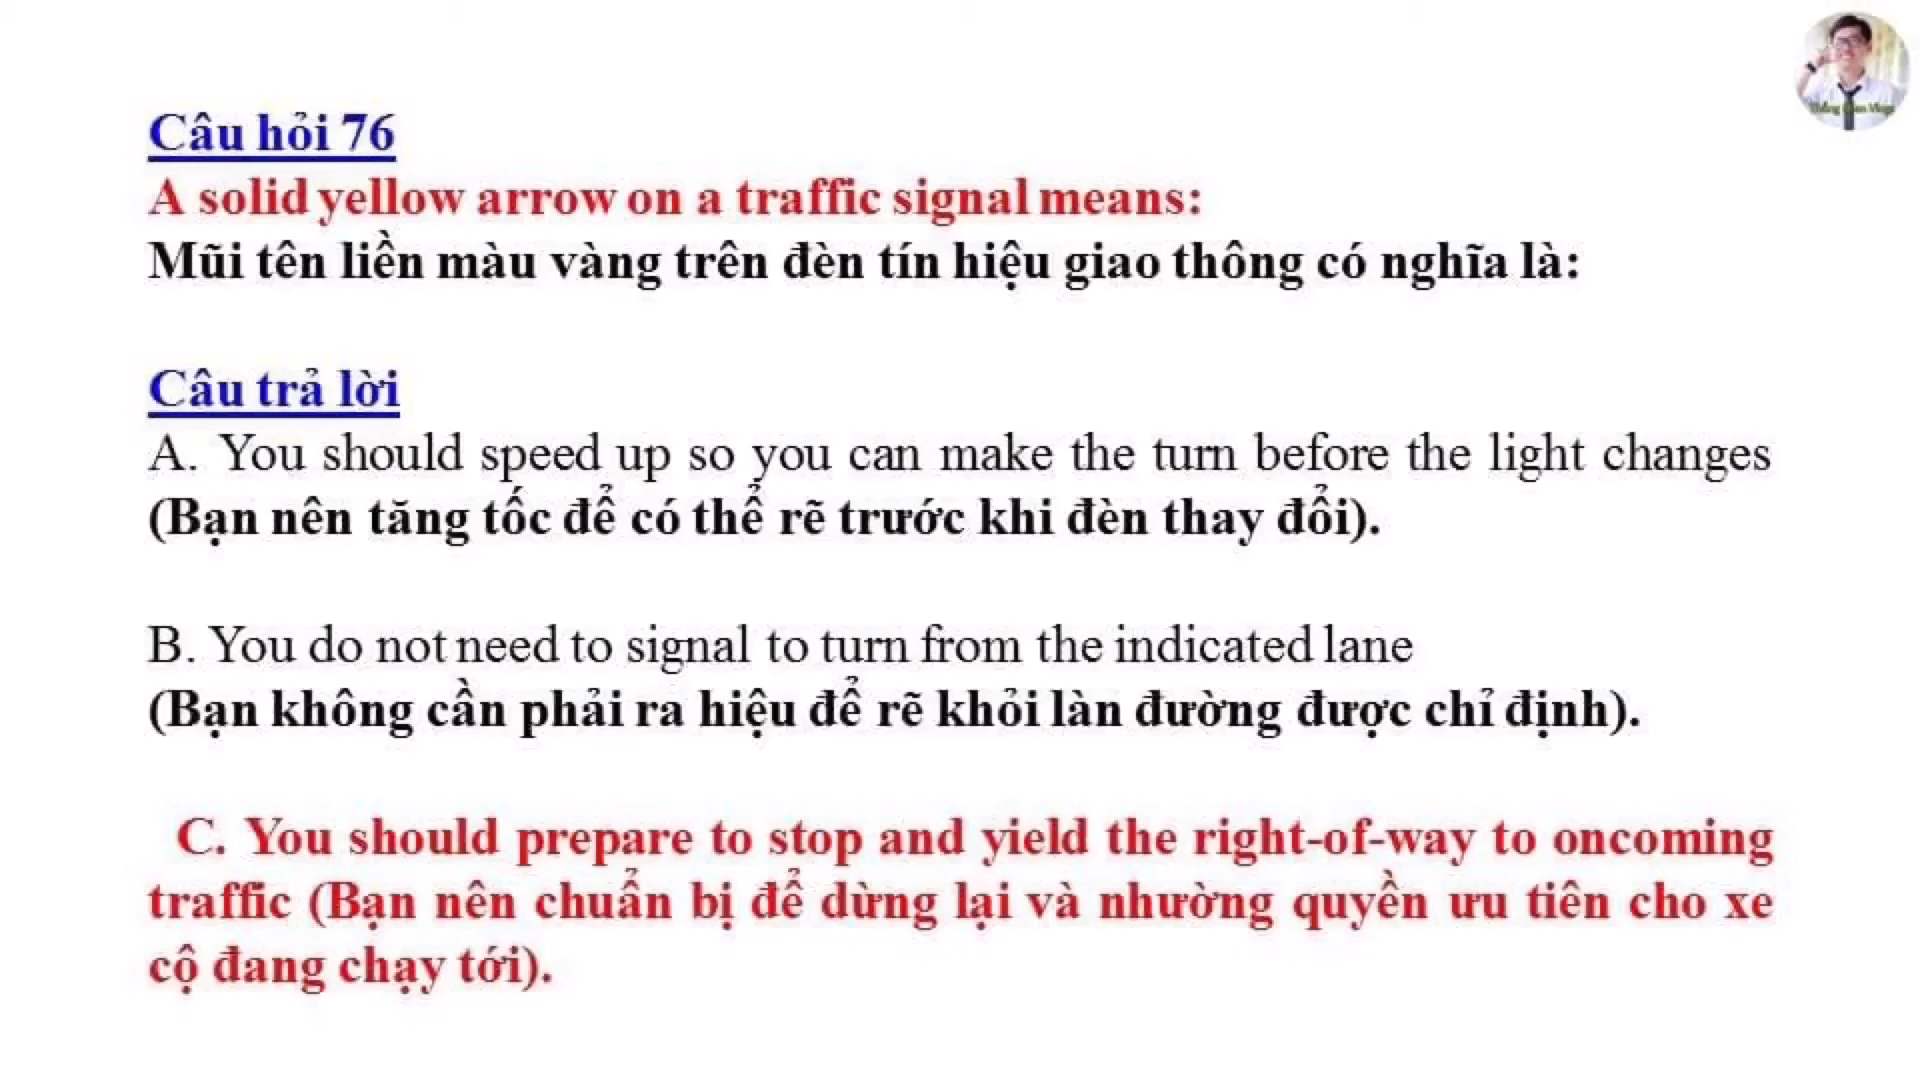 Câu hỏi 76
A solid yellow arrow on a traffic signal means:
Mũi tên liền màu vàng trên đèn tín hiệu giao thông có nghĩa là:
Câu trả lời
A. You should speed up so you can make the turn before the light changes
(Bạn nên tăng tốc để có thể rẽ trước khi đèn thay đổi).
B. You do not need to signal to turn from the indicated lane
(Bạn không cần phải ra hiệu để rẽ khỏi làn đường được chỉ định).
C. You should prepare to stop and yield the right-of-way to oncoming
traffic (Bạn nên chuẩn bị để dừng lại và nhường quyền ưu tiên cho xe
cộ đang chạy tới).